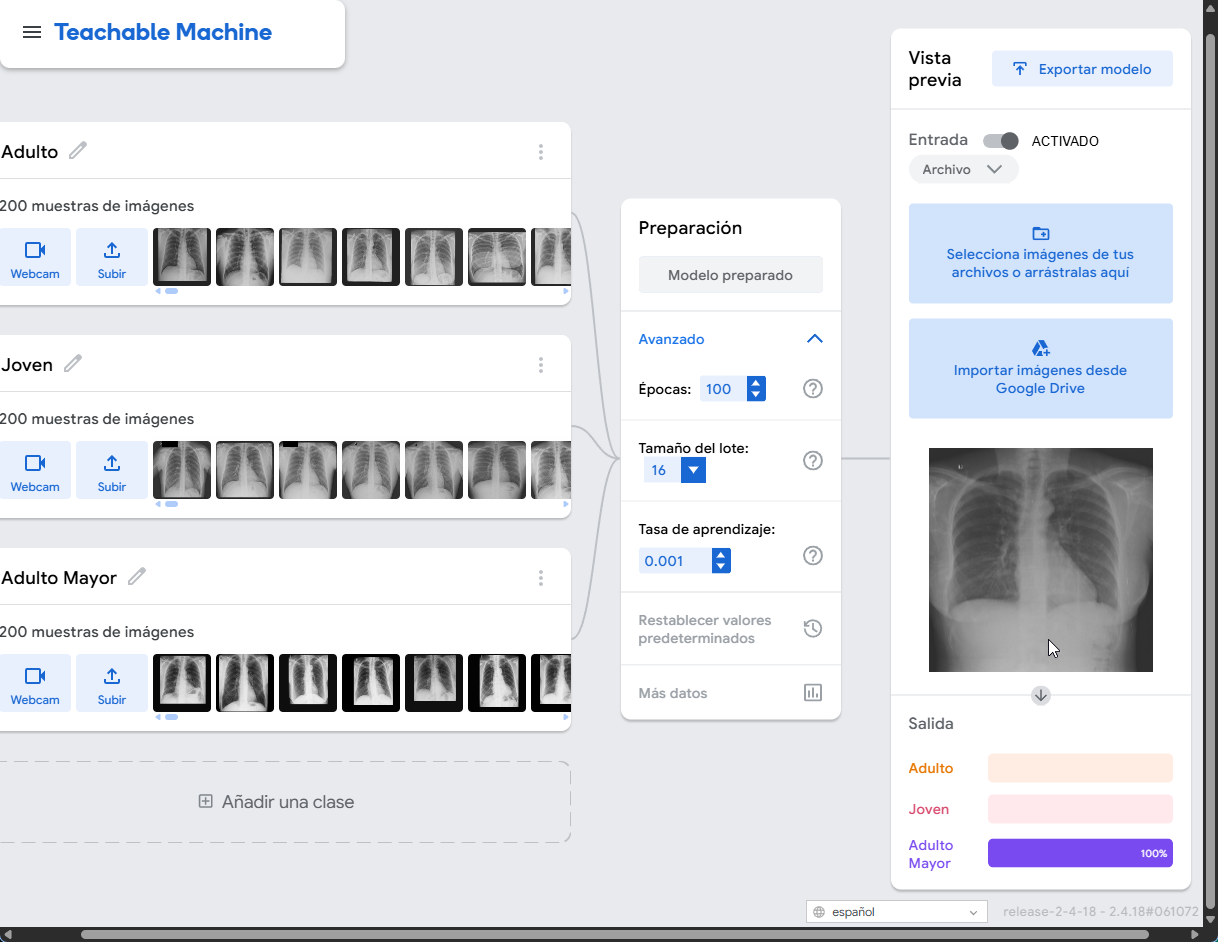 Teachable Machine
Adulto
200 muestras de imágenes
Webcam
Subir
Joven
200 muestras de imágenes
Webcam
Subir
Adulto Mayor
200 muestras de imágenes
Webcam
Subir
Añadir una clase
Preparación
Modelo preparado
Avanzado
Épocas: 100
Tamaño del lote:
16
Tasa de aprendizaje:
0.001
Restablecer valores
predeterminados
Más datos
Vista
previa
Exportar modelo
Entrada
ACTIVADO
Archivo
Selecciona imágenes de tus
archivos o arrástralas aquí
Importar imágenes desde
Google Drive
Salida
Adulto
Joven
Adulto
Mayor
100%
español
release-2-4-18 - 2.4.18#061072